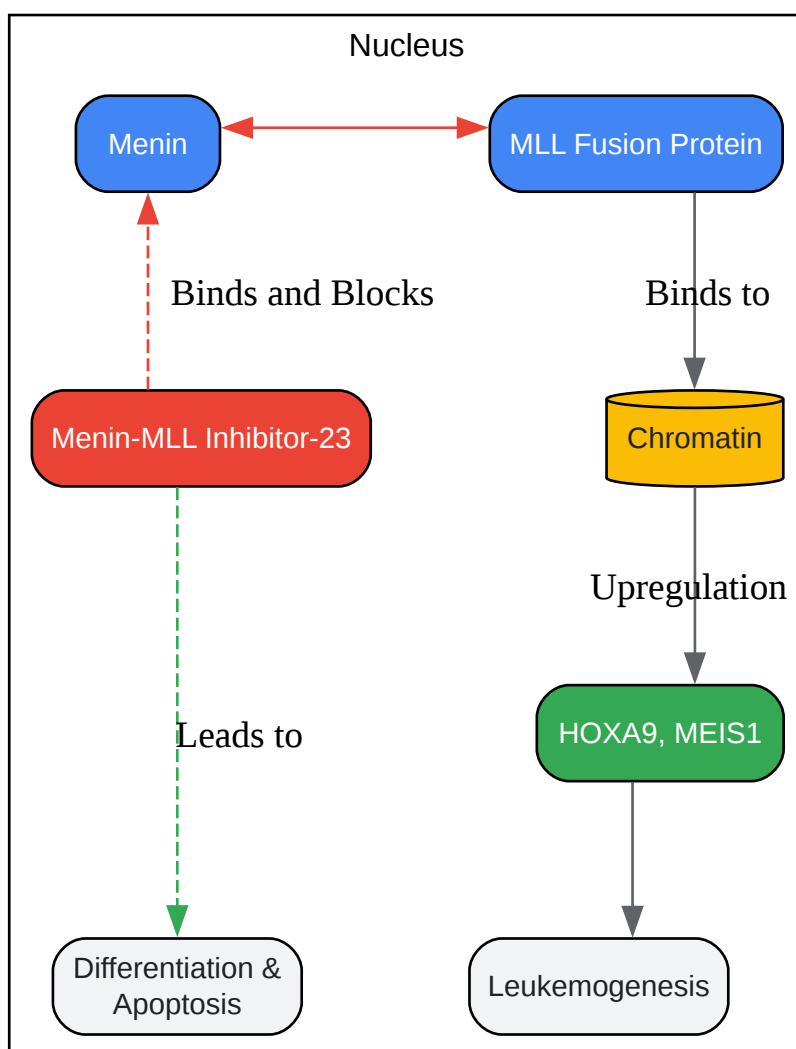 Nucleus
Menin
MLL Fusion Protein
Binds and Blocks
Binds to
Menin-MLL Inhibitor-23
Chromatin
Upregulation
Leads to
HOXA9, MEIS1
Differentiation &
Apoptosis
Leukemogenesis